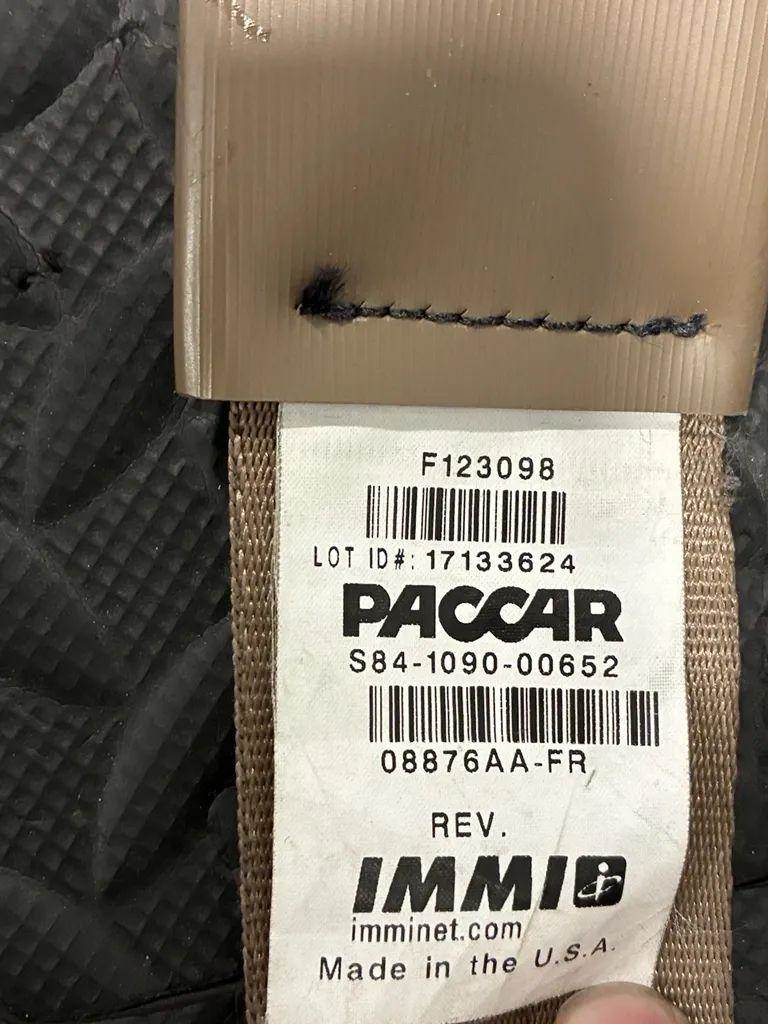 F123098
LOT ID#: 17133624
PACCAR
S84-1090-00652
08876AA-FR
REV.
IMMI
imminet.com
Made in the U.S.A.